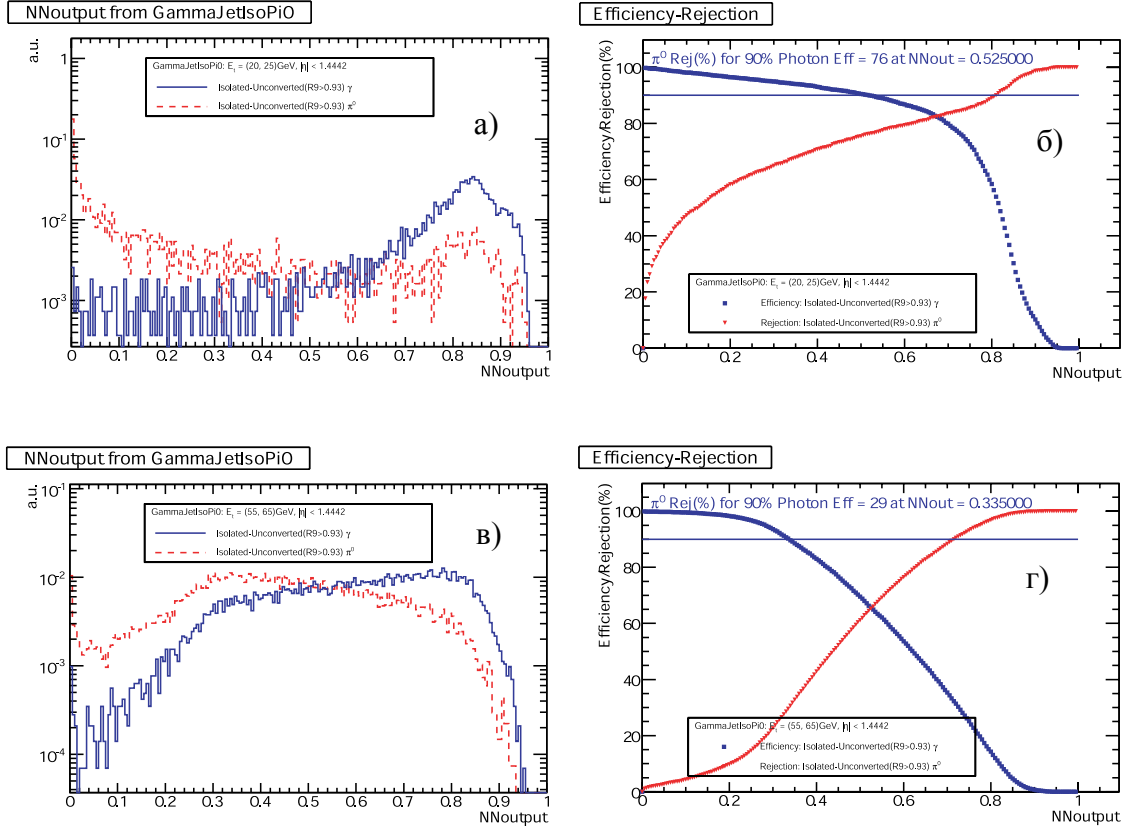 NNoutput from GammaJetIsoPiO
a.u.
1
10⁻¹
10⁻²
10⁻³
GammaJetIsoPi0: Eₜ = (20, 25)GeV, |η| < 1.4442
Isolated-Unconverted(R9>0.93) γ
Isolated-Unconverted(R9>0.93) π⁰
а)
0 0.1 0.2 0.3 0.4 0.5 0.6 0.7 0.8 0.9 1
NNoutput
Efficiency-Rejection
π⁰ Rej(%) for 90% Photon Eff = 76 at NNout = 0.525000
Efficiency/Rejection(%)
100
80
60
40
20
0
б)
GammaJetIsoPi0: Eₜ = (20, 25)GeV, |η| < 1.4442
Efficiency: Isolated-Unconverted(R9>0.93) γ
Rejection: Isolated-Unconverted(R9>0.93) π⁰
0 0.2 0.4 0.6 0.8 1
NNoutput
NNoutput from GammaJetIsoPiO
a.u.
10⁻¹
10⁻²
10⁻³
10⁻⁴
GammaJetIsoPi0: Eₜ = (55, 65)GeV, |η| < 1.4442
Isolated-Unconverted(R9>0.93) γ
Isolated-Unconverted(R9>0.93) π⁰
в)
0 0.1 0.2 0.3 0.4 0.5 0.6 0.7 0.8 0.9 1
NNoutput
Efficiency-Rejection
π⁰ Rej(%) for 90% Photon Eff = 29 at NNout = 0.335000
Efficiency/Rejection(%)
100
80
60
40
20
0
г)
GammaJetIsoPi0: Eₜ = (55, 65)GeV, |η| < 1.4442
Efficiency: Isolated-Unconverted(R9>0.93) γ
Rejection: Isolated-Unconverted(R9>0.93) π⁰
0 0.2 0.4 0.6 0.8 1
NNoutput